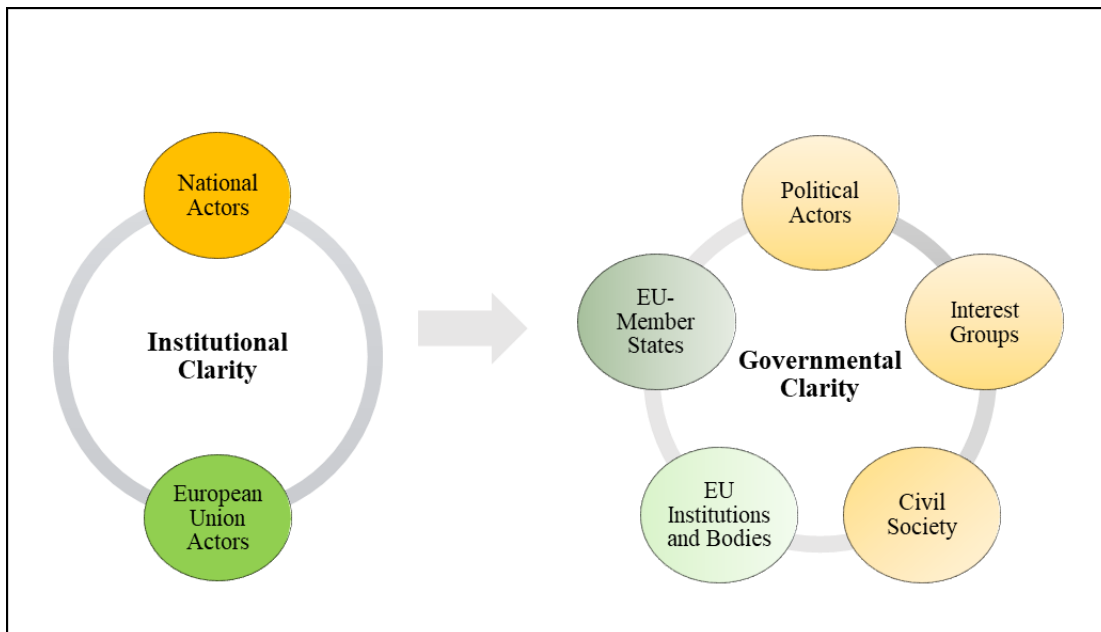 National
Actors
Institutional
Clarity
European
Union
Actors
Political
Actors
EU-
Member
States
Interest
Groups
Governmental
Clarity
EU
Institutions
and Bodies
Civil
Society